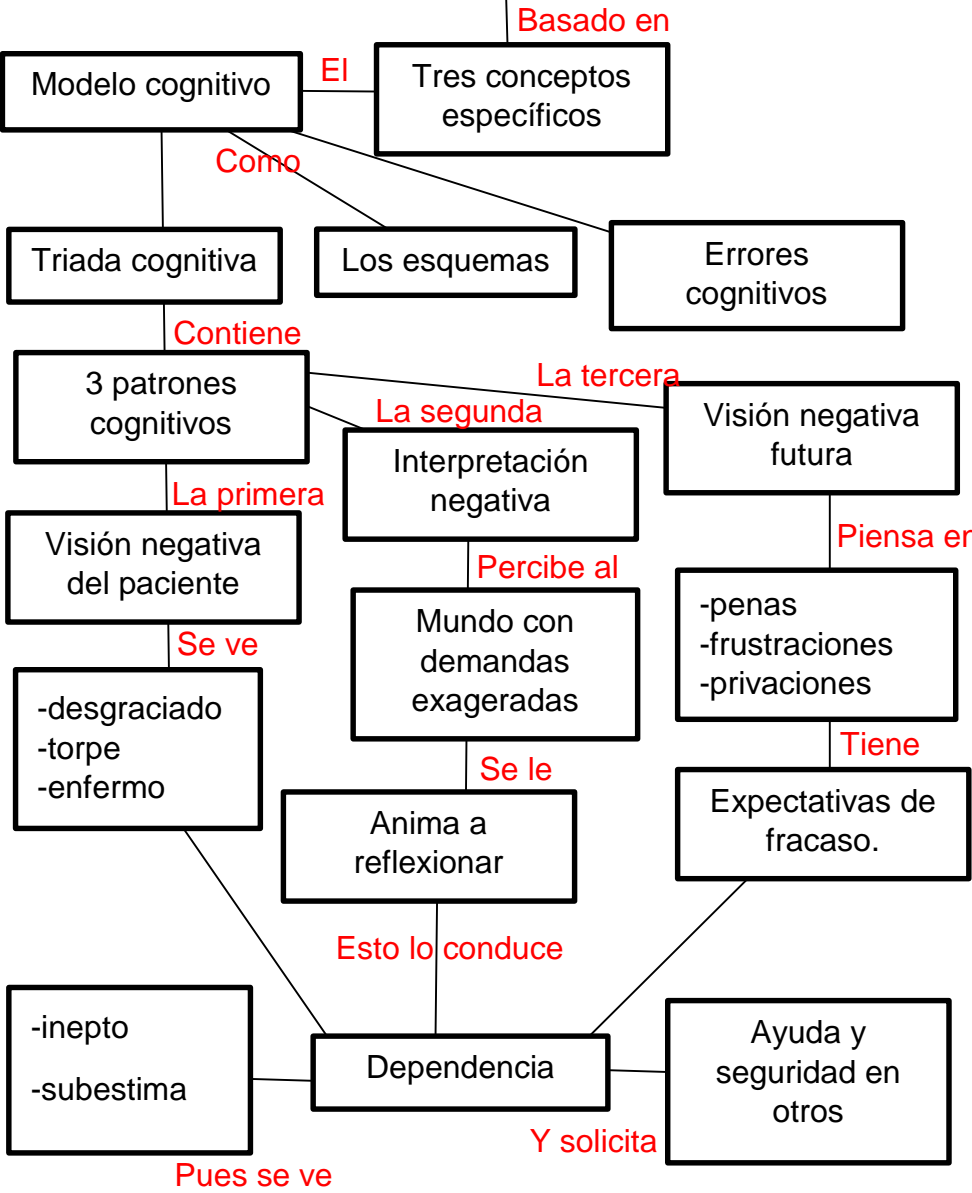 Basado en
Modelo cognitivo
El
Tres conceptos
específicos
Como
Triada cognitiva
Los esquemas
Errores
cognitivos
Contiene
3 patrones
cognitivos
La tercera
La segunda
Visión negativa
futura
Interpretación
negativa
La primera
Visión negativa
del paciente
Piensa en
Percibe al
Mundo con
demandas
exageradas
-penas
-frustraciones
-privaciones
Se ve
-desgraciado
-torpe
-enfermo
Tiene
Se le
Anima a
reflexionar
Expectativas de
fracaso.
Esto lo conduce
-inepto
-subestima
Dependencia
Ayuda y
seguridad en
otros
Y solicita
Pues se ve